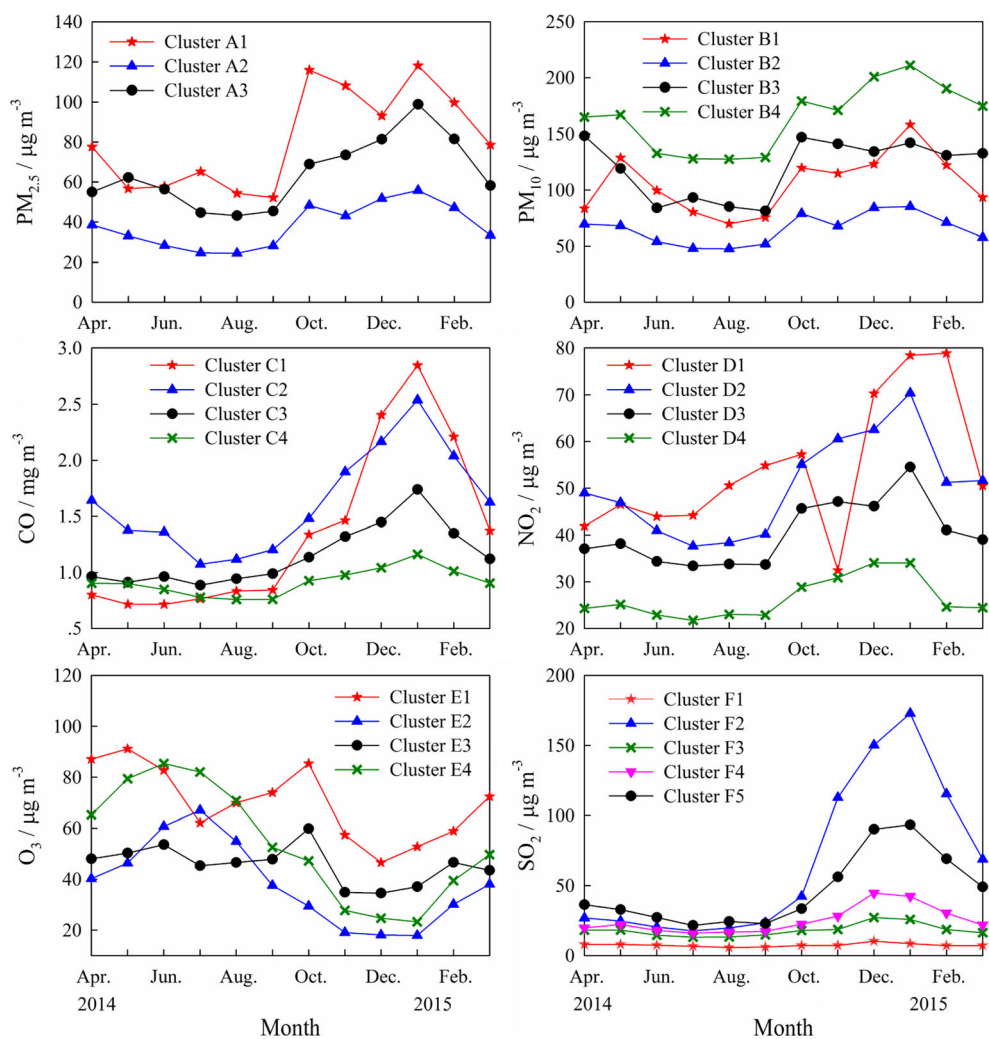 PM2.5 / μg m-3
140
120
100
80
60
40
20
0
Cluster A1
Cluster A2
Cluster A3
Apr.
Jun.
Aug.
Oct.
Dec.
Feb.
PM10 / μg m-3
250
200
150
100
50
0
Cluster B1
Cluster B2
Cluster B3
Cluster B4
Apr.
Jun.
Aug.
Oct.
Dec.
Feb.
CO / mg m-3
3.0
2.5
2.0
1.5
1.0
.5
Cluster C1
Cluster C2
Cluster C3
Cluster C4
Apr.
Jun.
Aug.
Oct.
Dec.
Feb.
NO2 / μg m-3
80
70
60
50
40
30
20
Cluster D1
Cluster D2
Cluster D3
Cluster D4
Apr.
Jun.
Aug.
Oct.
Dec.
Feb.
O3 / μg m-3
120
100
80
60
40
20
Cluster E1
Cluster E2
Cluster E3
Cluster E4
Apr.
Jun.
Aug.
Oct.
Dec.
Feb.
2014
2015
Month
SO2 / μg m-3
200
150
100
50
0
Cluster F1
Cluster F2
Cluster F3
Cluster F4
Cluster F5
Apr.
Jun.
Aug.
Oct.
Dec.
Feb.
2014
2015
Month